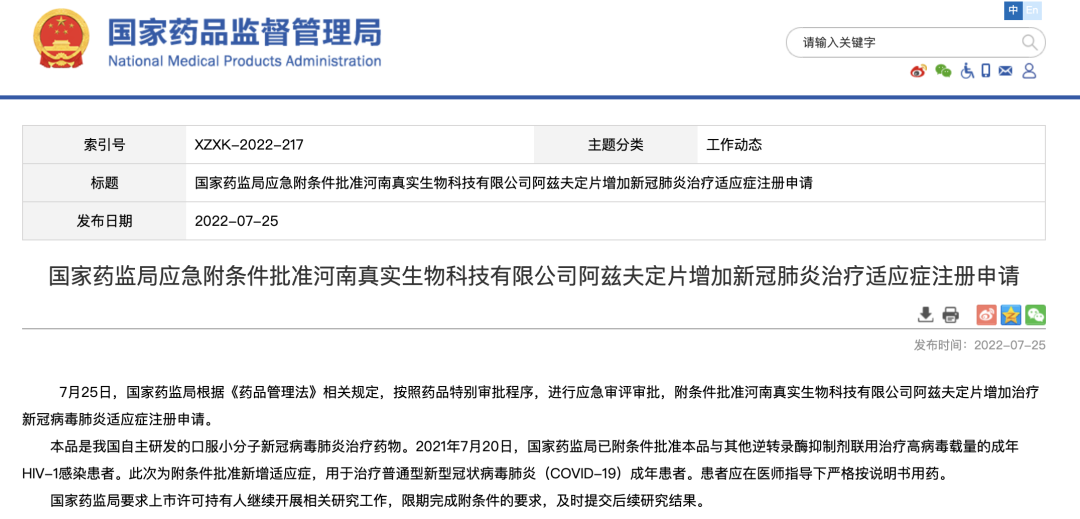 中 En
国家药品监督管理局
National Medical Products Administration
请输入关键字
索引号 XZXK-2022-217 主题分类 工作动态
标题 国家药监局应急附条件批准河南真实生物科技有限公司阿兹夫定片增加新冠肺炎治疗适应症注册申请
发布日期 2022-07-25
国家药监局应急附条件批准河南真实生物科技有限公司阿兹夫定片增加新冠肺炎治疗适应症注册申请
发布时间：2022-07-25
7月25日，国家药监局根据《药品管理法》相关规定，按照药品特别审批程序，进行应急审评审批，附条件批准河南真实生物科技有限公司阿兹夫定片增加治疗
新冠病毒肺炎适应症注册申请。
本品是我国自主研发的口服小分子新冠病毒肺炎治疗药物。2021年7月20日，国家药监局已附条件批准本品与其他逆转录酶抑制剂联用治疗高病毒载量的成年
HIV-1感染患者。此次为附条件批准新增适应症，用于治疗普通型新型冠状病毒肺炎（COVID-19）成年患者。患者应在医师指导下严格按说明书用药。
国家药监局要求上市许可持有人继续开展相关研究工作，限期完成附条件的要求，及时提交后续研究结果。